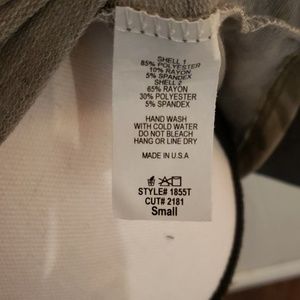 SHELL 1
85% POLYESTER
10% RAYON
5% SPANDEX
SHELL 2
65% RAYON
30% POLYESTER
5% SPANDEX
HAND WASH
WITH COLD WATER
DO NOT BLEACH
HANG OR LINE DRY
MADE IN U.S.A
STYLE# 1855T
CUT# 2181
Small